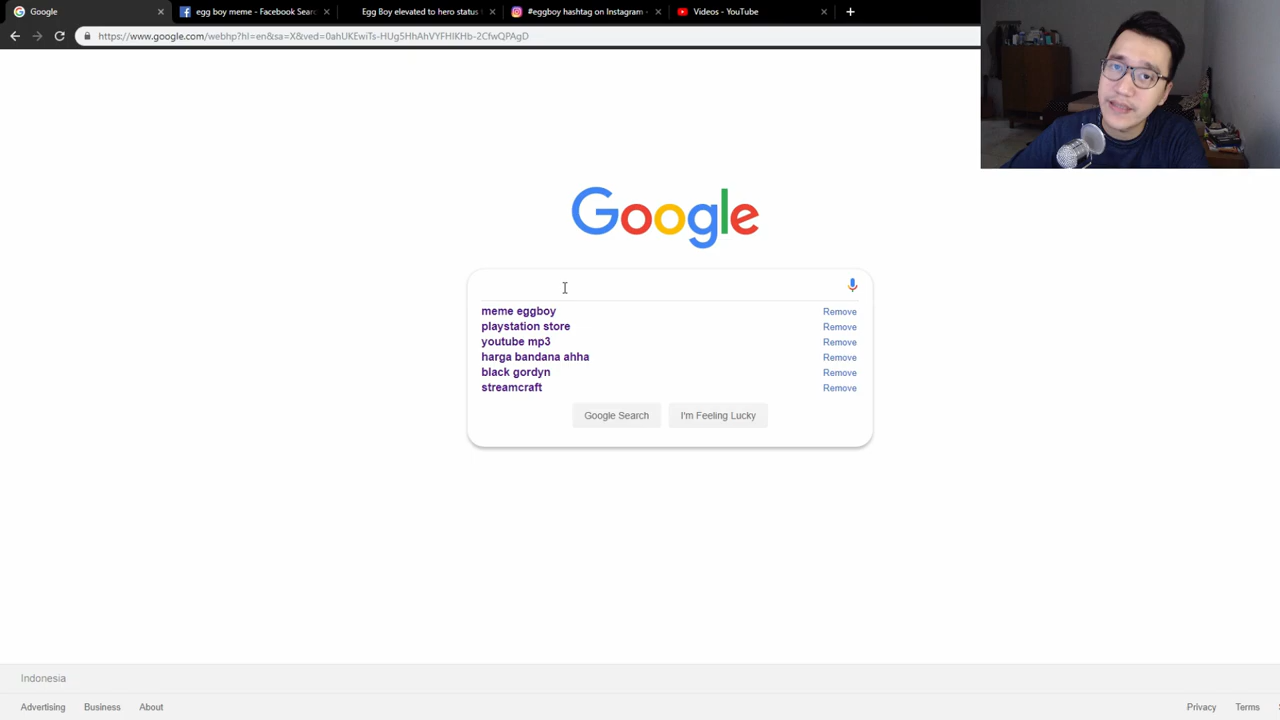 Google
egg boy meme - Facebook Searc
Egg Boy elevated to hero status
#eggboy hashtag on Instagram -
Videos - YouTube
https://www.google.com/webhp?hl=en&sa=X&ved=0ahUKEwiTs-HUg5HhAhVYFHIKHb-2CfwQPAgD
Google
meme eggboy Remove
playstation store Remove
youtube mp3 Remove
harga bandana ahha Remove
black gordyn Remove
streamcraft Remove
Google Search I'm Feeling Lucky
Indonesia
Advertising Business About Privacy Terms